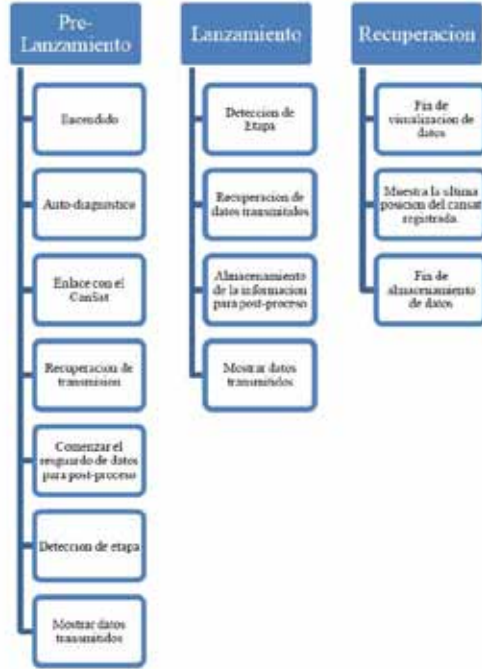 Pre-
Lanzamiento
Encendido
Auto-diagnostico
Enlace con el
CanSat
Recuperacion de
transmision
Comenzar el
resguardo de datos
para post-proceso
Deteccion de etapa
Mostrar datos
transmitidos
Lanzamiento
Deteccion de
Etapa
Recuperacion de
datos transmitidos
Almacenamiento
de la informacion
para post-proceso
Mostrar datos
transmitidos
Recuperacion
Fin de
visualizacion de
datos
Muestra la ultima
posicion del cansat
registrada.
Fin de
almacenamiento
de datos